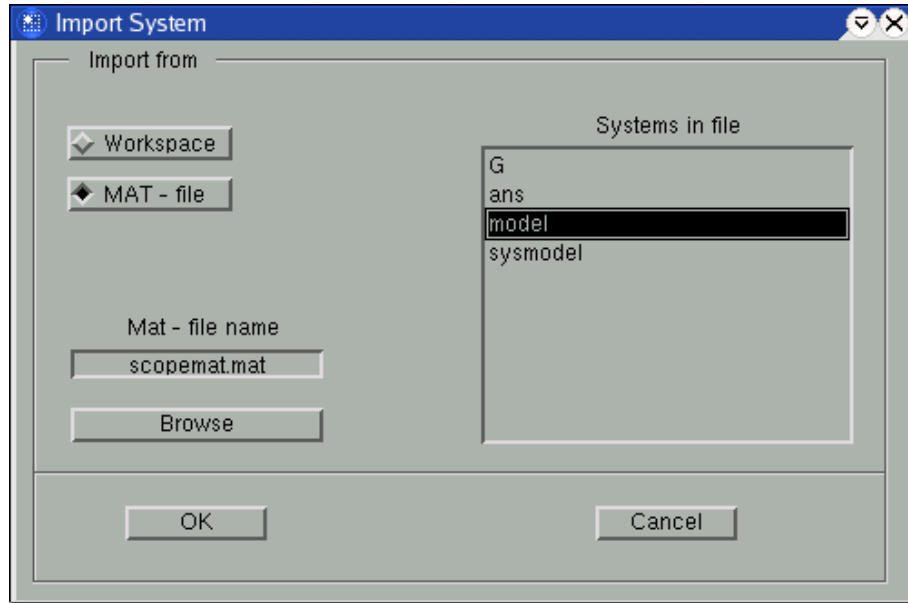 Import System
Import from
Workspace
MAT - file
Mat - file name
scopemat.mat
Browse
Systems in file
G
ans
model
sysmodel
OK
Cancel